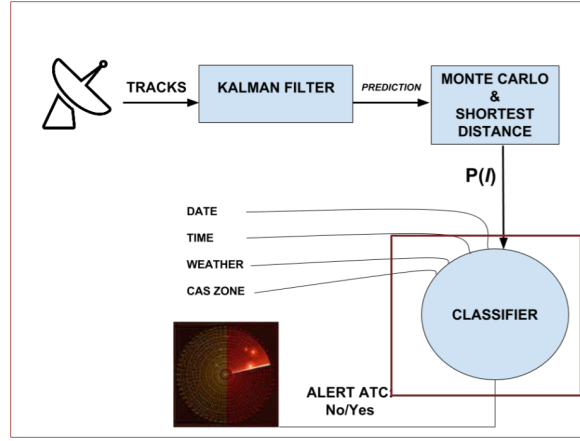 TRACKS
KALMAN FILTER
PREDICTION
MONTE CARLO
&
SHORTEST
DISTANCE
P(I)
DATE
TIME
WEATHER
CAS ZONE
CLASSIFIER
ALERT ATC:
No/Yes